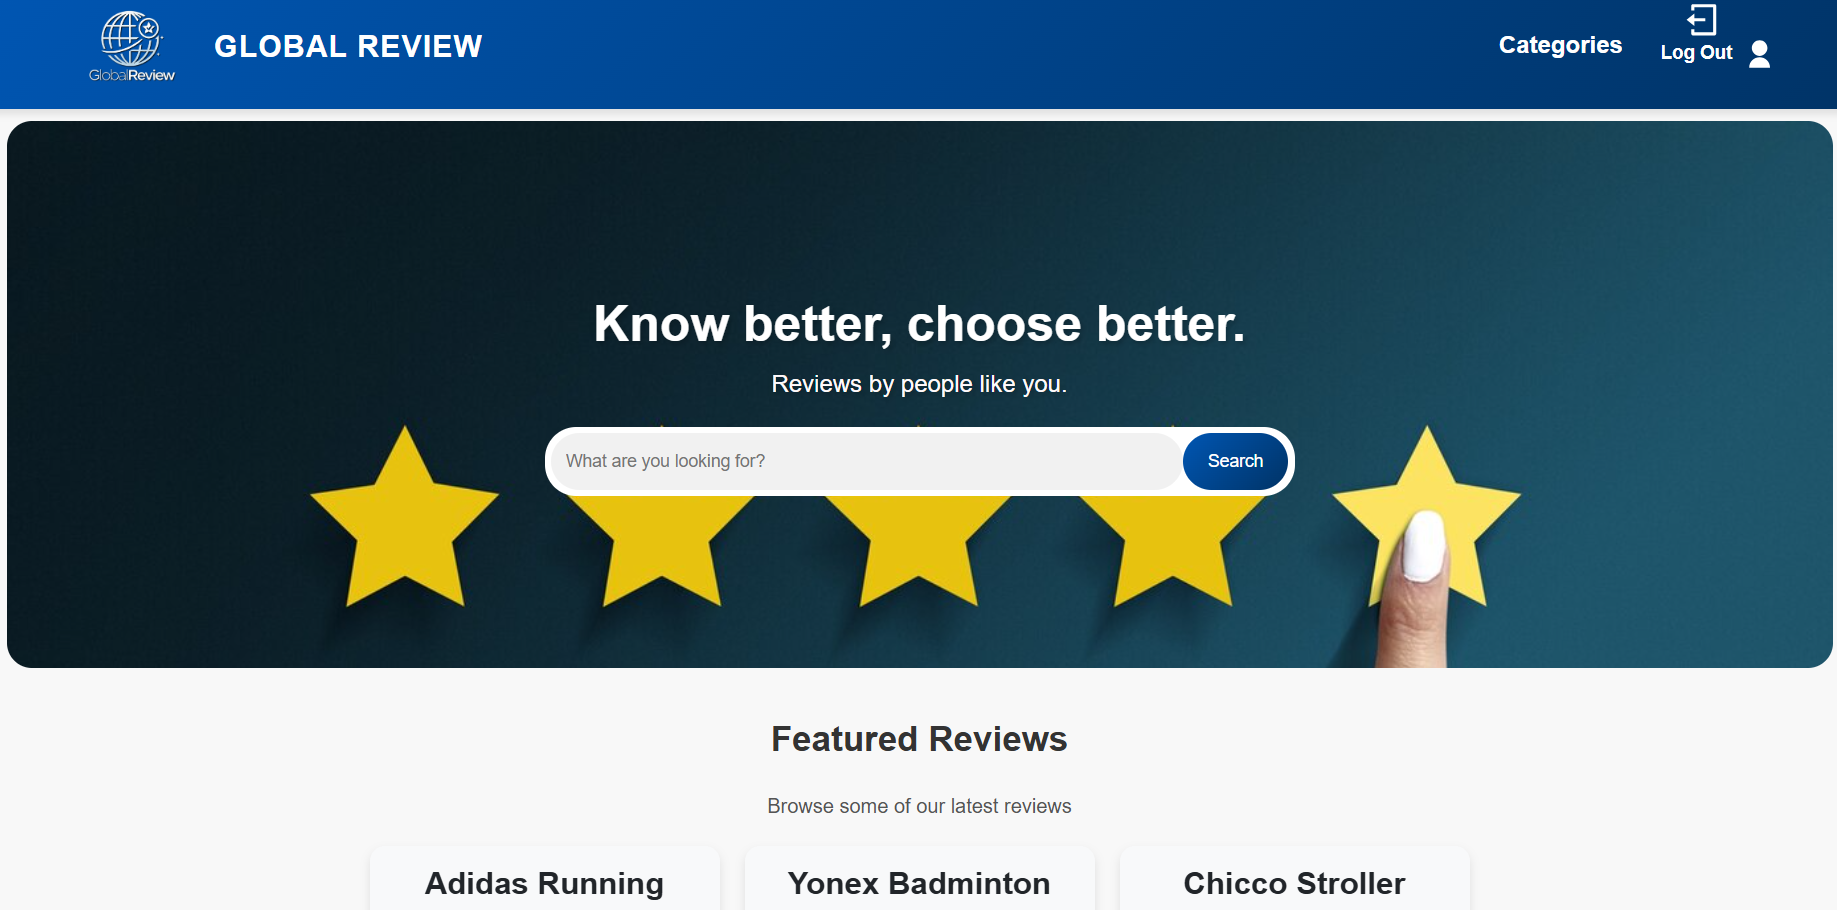 GlobalReview
GLOBAL REVIEW
Categories
Log Out
Know better, choose better.
Reviews by people like you.
What are you looking for?
Search
Featured Reviews
Browse some of our latest reviews
Adidas Running
Yonex Badminton
Chicco Stroller